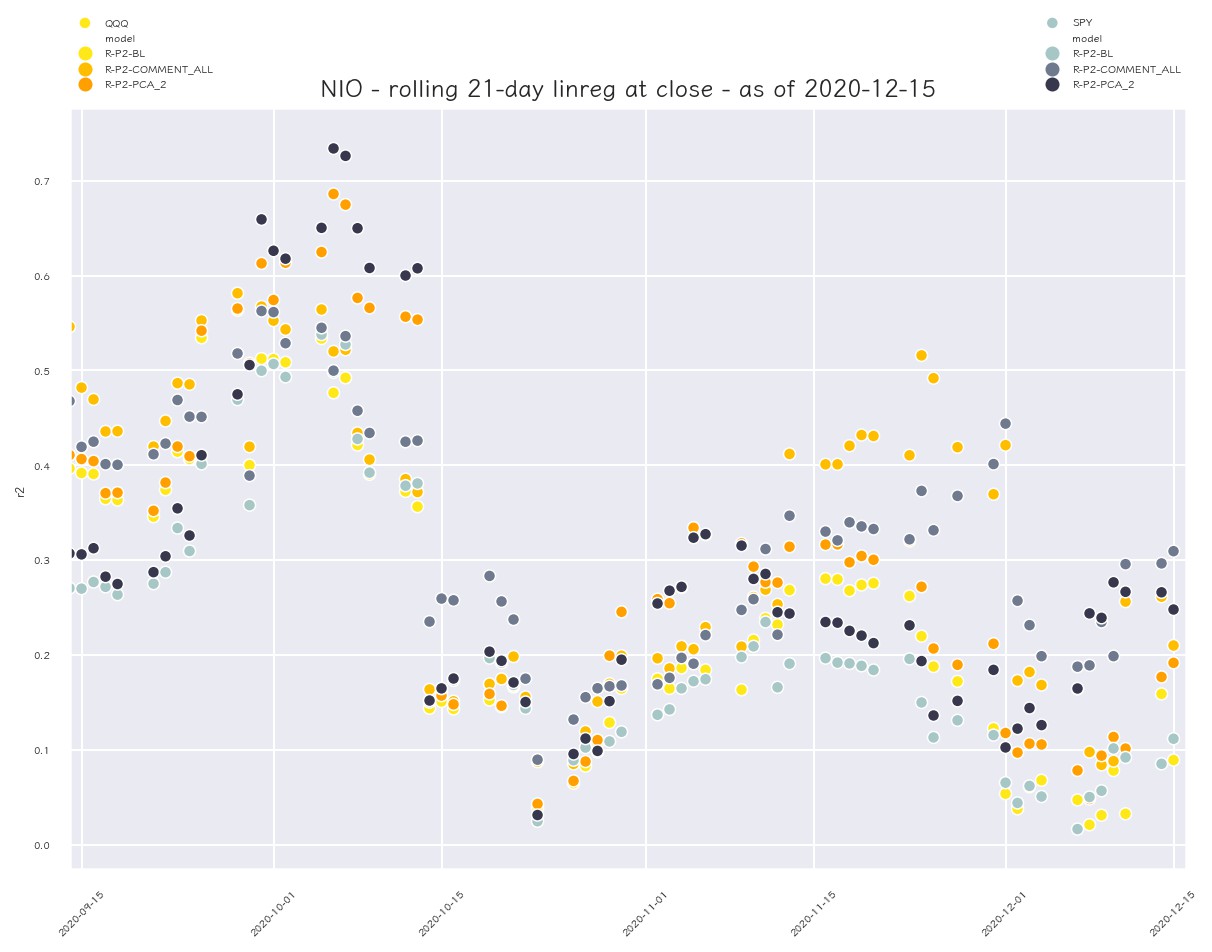 QQQ
model
R-P2-BL
R-P2-COMMENT_ALL
R-P2-PCA_2
SPY
model
R-P2-BL
R-P2-COMMENT_ALL
R-P2-PCA_2
NIO - rolling 21-day linreg at close - as of 2020-12-15
r2
0.7
0.6
0.5
0.4
0.3
0.2
0.1
0.0
2020-09-15
2020-10-01
2020-10-15
2020-11-01
2020-11-15
2020-12-01
2020-12-15